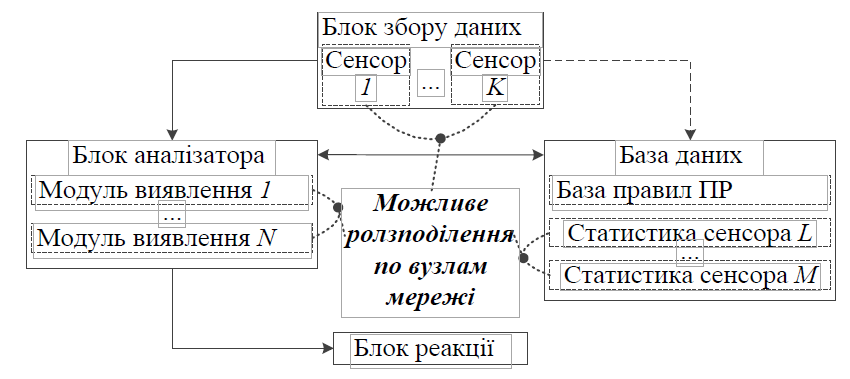 Блок збору даних
Сенсор
1
...
Сенсор
K
Блок аналізатора
Модуль виявлення 1
...
Модуль виявлення N
Можливе
ролзподілення
по вузлам
мережі
База даних
База правил ПР
Статистика сенсора L
...
Статистика сенсора M
Блок реакції